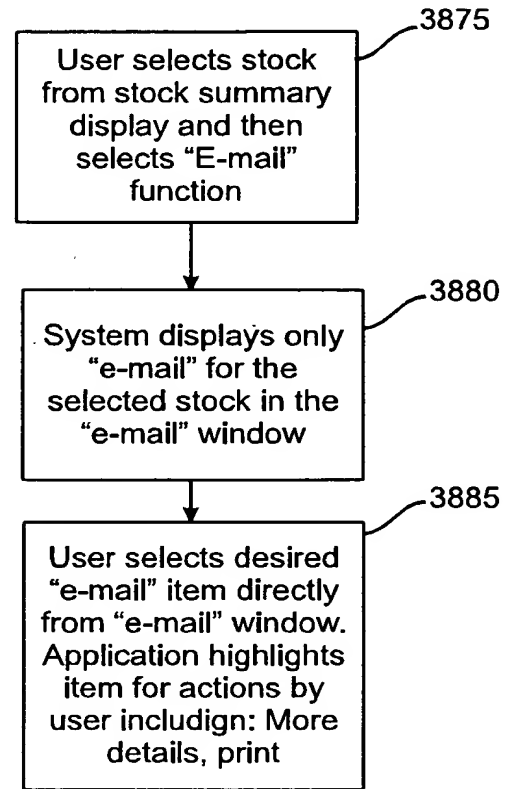 3875
User selects stock
from stock summary
display and then
selects “E-mail”
function
3880
System displays only
“e-mail” for the
selected stock in the
“e-mail” window
3885
User selects desired
“e-mail” item directly
from “e-mail” window.
Application highlights
item for actions by
user includign: More
details, print